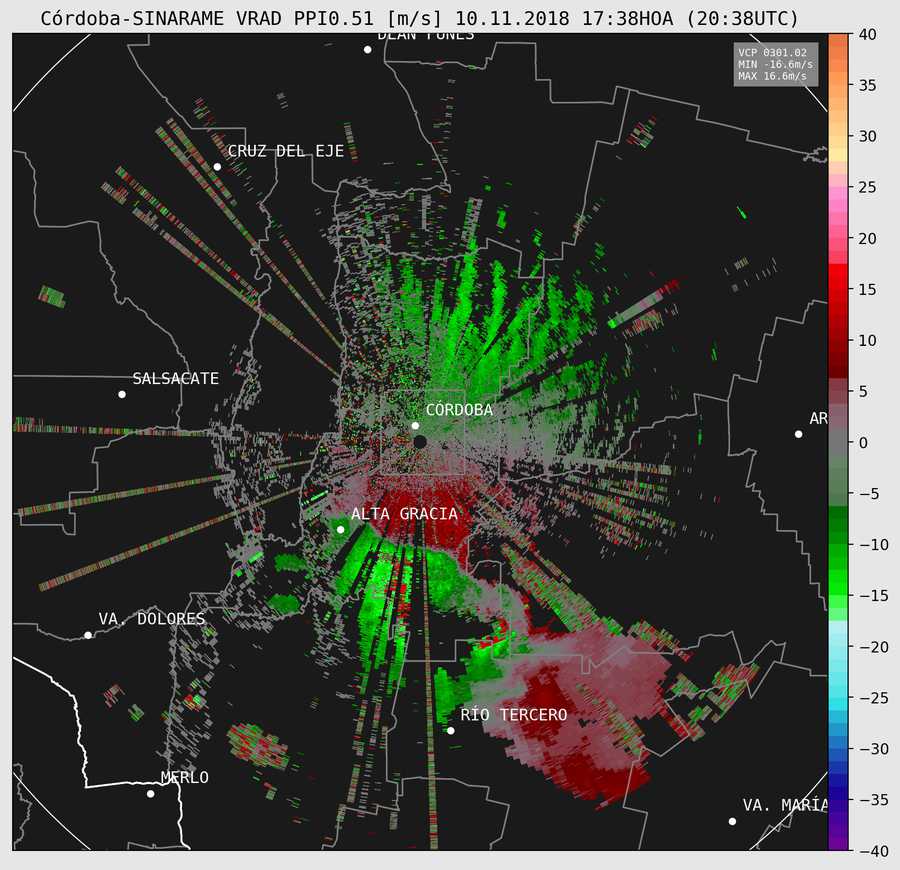 Córdoba-SINARAME VRAD PPI0.51 [m/s] 10.11.2018 17:38HOA (20:38UTC)
DEÁN FUNES
VCP 0301.02
MIN -16.6m/s
MAX 16.6m/s
CRUZ DEL EJE
SALSACATE
CÓRDOBA
AR
ALTA GRACIA
VA. DOLORES
RÍO TERCERO
MERLO
VA. MARÍA
40
35
30
25
20
15
10
5
0
−5
−10
−15
−20
−25
−30
−35
−40